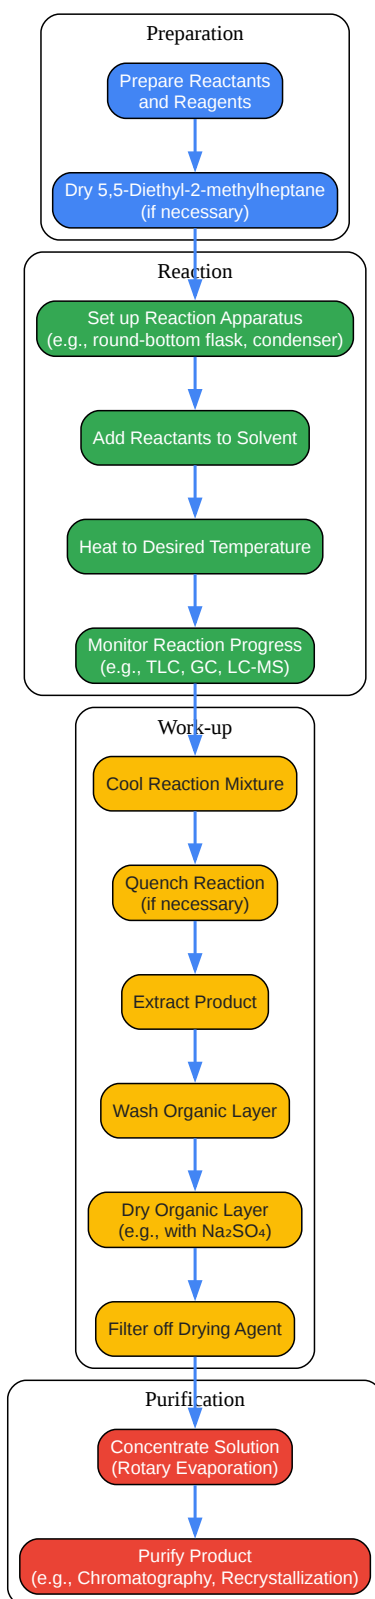 Preparation
Prepare Reactants
and Reagents
Dry 5,5-Diethyl-2-methylheptane
(if necessary)
Reaction
Set up Reaction Apparatus
(e.g., round-bottom flask, condenser)
Add Reactants to Solvent
Heat to Desired Temperature
Monitor Reaction Progress
(e.g., TLC, GC, LC-MS)
Work-up
Cool Reaction Mixture
Quench Reaction
(if necessary)
Extract Product
Wash Organic Layer
Dry Organic Layer
(e.g., with Na₂SO₄)
Filter off Drying Agent
Purification
Concentrate Solution
(Rotary Evaporation)
Purify Product
(e.g., Chromatography, Recrystallization)